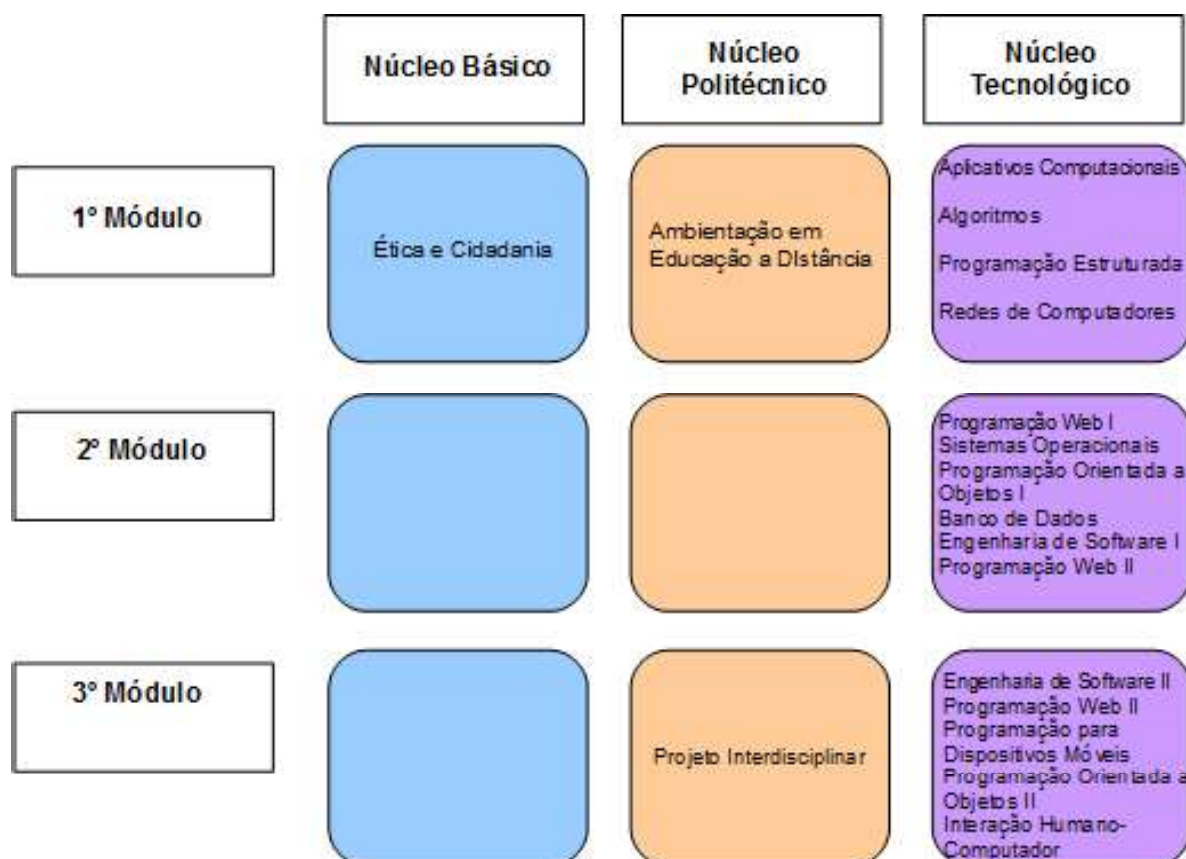 Núcleo Básico
Núcleo
Politécnico
Núcleo
Tecnológico
1º Módulo
Ética e Cidadania
Ambientação em
Educação a DIstância
Aplicativos Computacionais
Algoritmos
Programação Estruturada
Redes de Computadores
2º Módulo
Programação Web I
Sistemas Operacionais
Programação Orientada a
Objetos I
Banco de Dados
Engenharia de Software I
Programação Web II
3º Módulo
Projeto Interdisciplinar
Engenharia de Software II
Programação Web II
Programação para
Dispositivos Móveis
Programação Orientada a
Objetos II
Interação Humano-
Computador